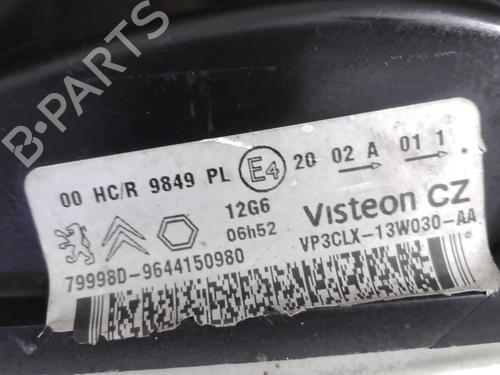 B-PARTS
00 HC/R 9849 PL E4 20 02 A 01 1
12G6
06h52
Visteon CZ
79998D-9644150980
VP3CLX-13W030-AA